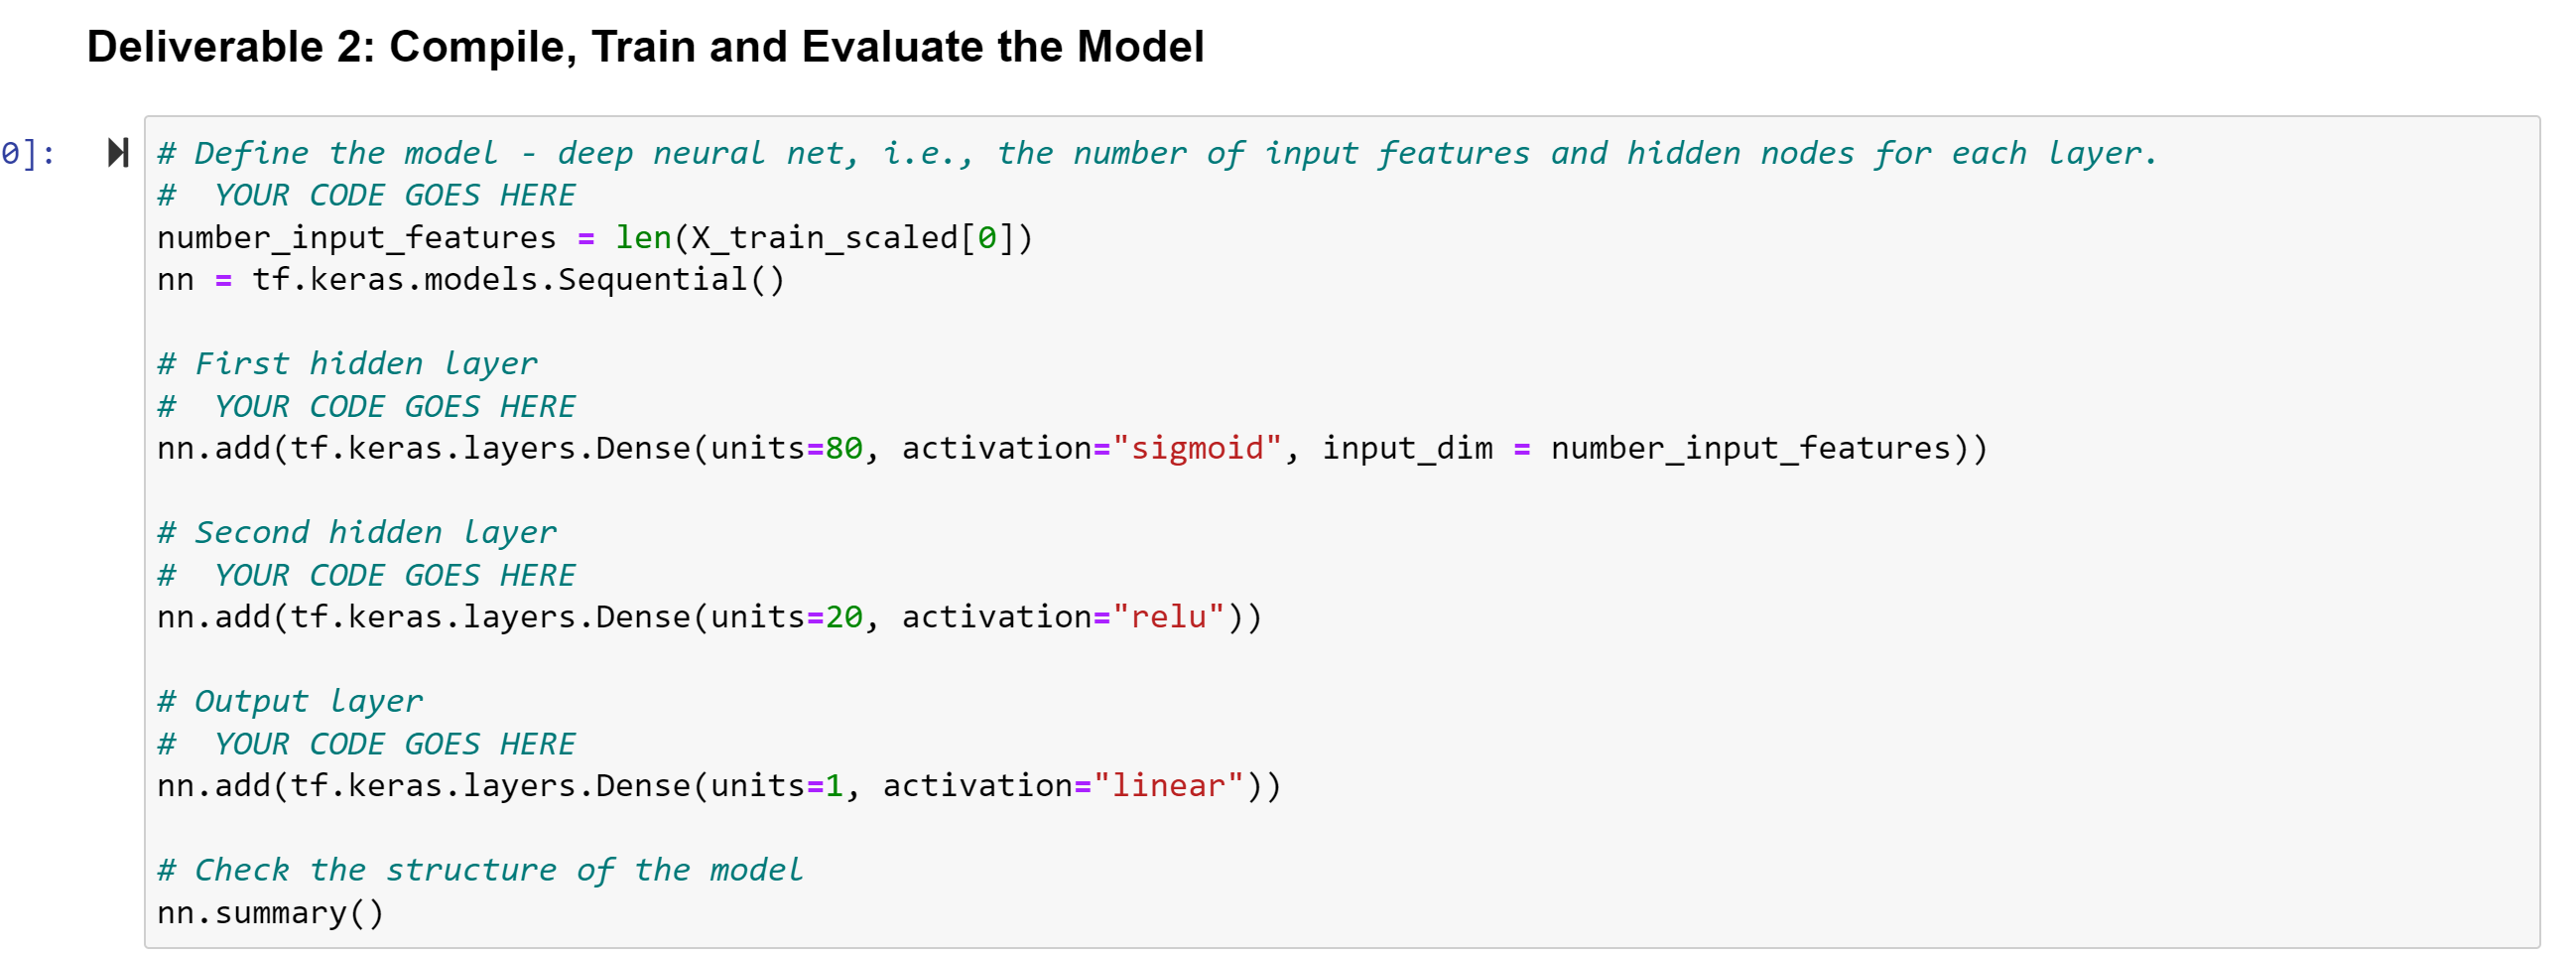 Deliverable 2: Compile, Train and Evaluate the Model
0]:
# Define the model - deep neural net, i.e., the number of input features and hidden nodes for each layer.
#  YOUR CODE GOES HERE
number_input_features = len(X_train_scaled[0])
nn = tf.keras.models.Sequential()
# First hidden layer
#  YOUR CODE GOES HERE
nn.add(tf.keras.layers.Dense(units=80, activation="sigmoid", input_dim = number_input_features))
# Second hidden layer
#  YOUR CODE GOES HERE
nn.add(tf.keras.layers.Dense(units=20, activation="relu"))
# Output layer
#  YOUR CODE GOES HERE
nn.add(tf.keras.layers.Dense(units=1, activation="linear"))
# Check the structure of the model
nn.summary()